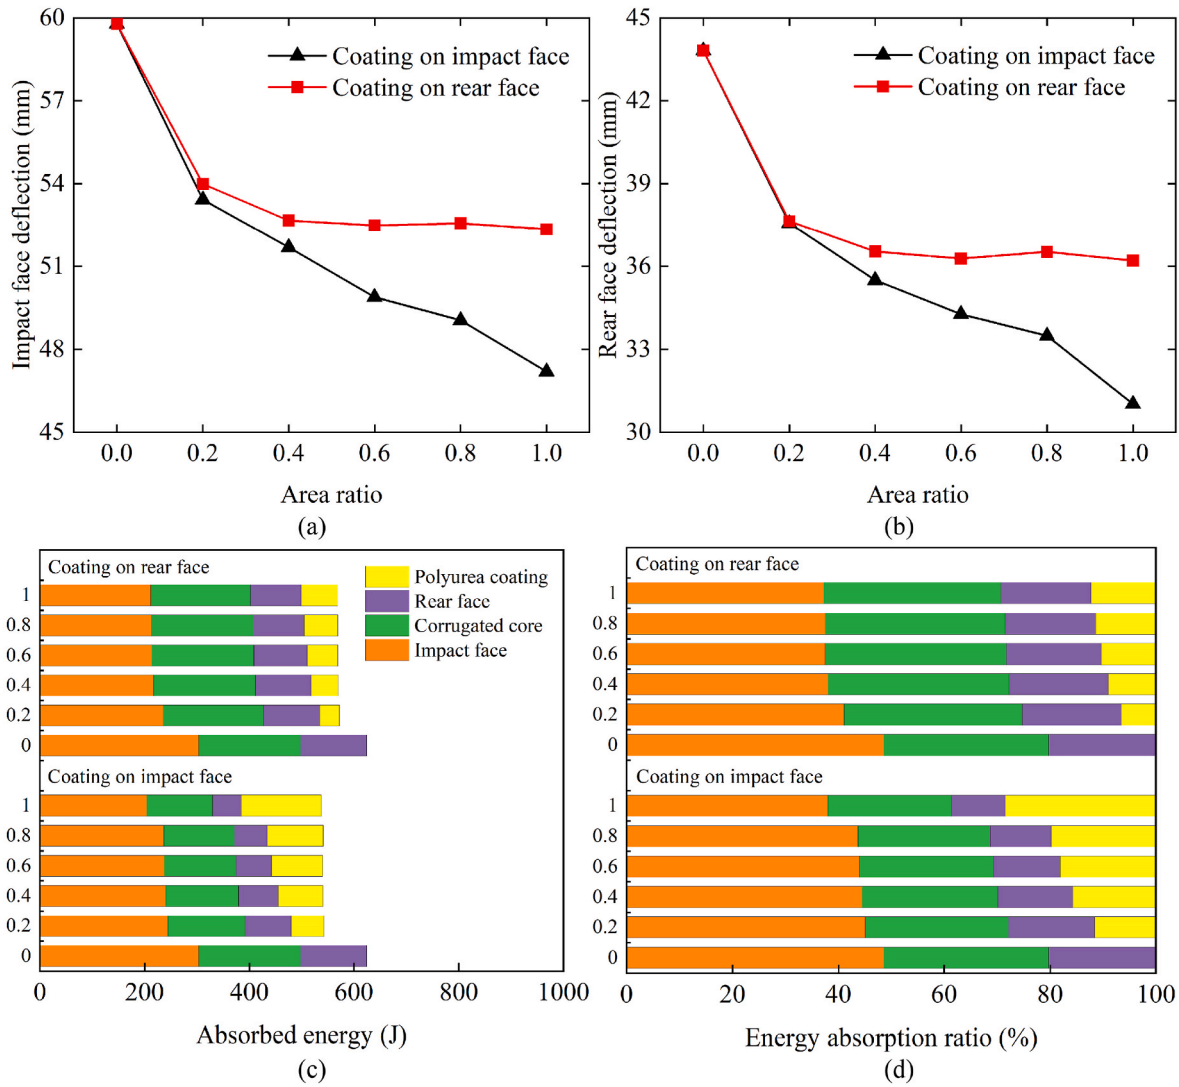 60
57
54
51
48
45
Impact face deflection (mm)
Coating on impact face
Coating on rear face
0.0 0.2 0.4 0.6 0.8 1.0
Area ratio
(a)
45
42
39
36
33
30
Rear face deflection (mm)
Coating on impact face
Coating on rear face
0.0 0.2 0.4 0.6 0.8 1.0
Area ratio
(b)
Coating on rear face
1
0.8
0.6
0.4
0.2
0
Polyurea coating
Rear face
Corrugated core
Impact face
Coating on impact face
1
0.8
0.6
0.4
0.2
0
0 200 400 600 800 1000
Absorbed energy (J)
(c)
Coating on rear face
1
0.8
0.6
0.4
0.2
0
Coating on impact face
1
0.8
0.6
0.4
0.2
0
0 20 40 60 80 100
Energy absorption ratio (%)
(d)